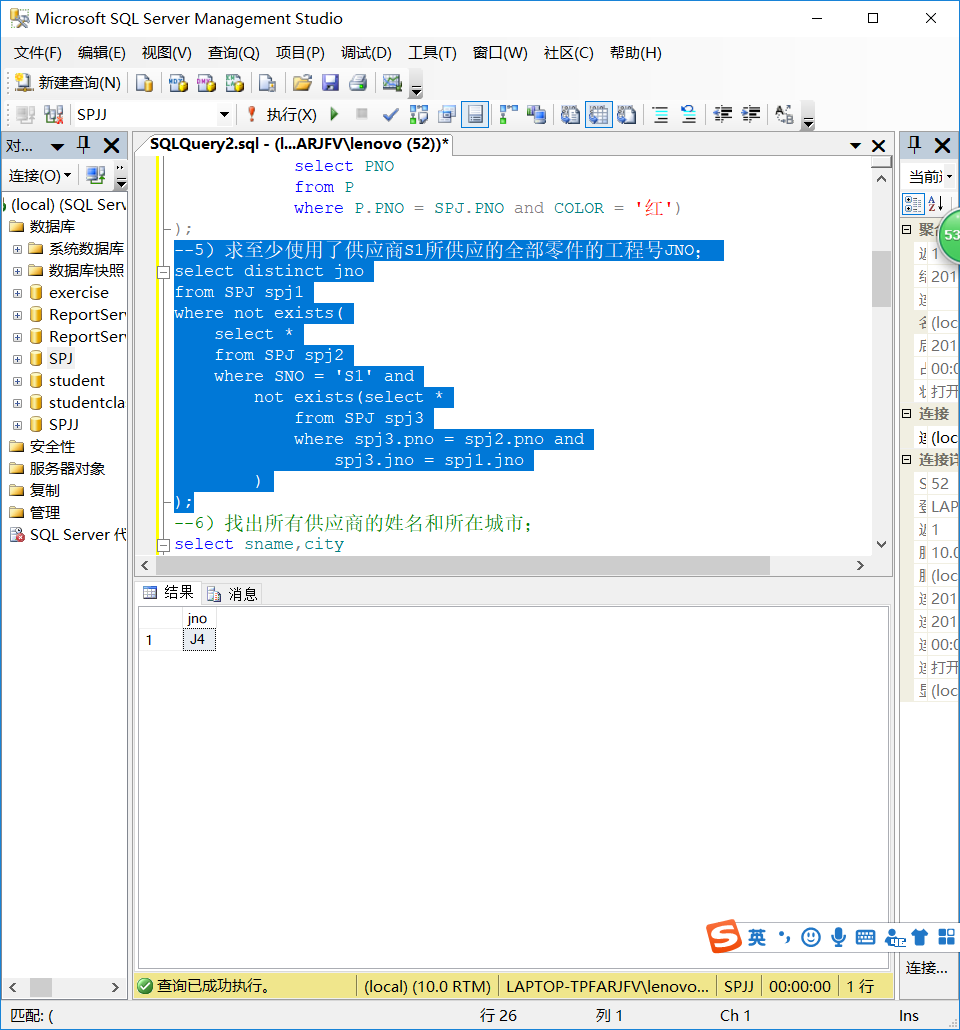 Microsoft SQL Server Management Studio
文件(F) 编辑(E) 视图(V) 查询(Q) 项目(P) 调试(D) 工具(T) 窗口(W) 社区(C) 帮助(H)
新建查询(N)
SPJJ 执行(X)
对... SQLQuery2.sql - (l...ARJFV\lenovo (52))*
连接(O)
(local) (SQL Serv
数据库
系统数据库
数据库快照
exercise
ReportServ
ReportServ
SPJ
student
studentcla
SPJJ
安全性
服务器对象
复制
管理
SQL Server 代
select PNO
from P
where P.PNO = SPJ.PNO and COLOR = '红')
);
--5）求至少使用了供应商S1所供应的全部零件的工程号JNO;
select distinct jno
from SPJ spj1
where not exists(
select *
from SPJ spj2
where SNO = 'S1' and
not exists(select *
from SPJ spj3
where spj3.pno = spj2.pno and
spj3.jno = spj1.jno
)
);
--6）找出所有供应商的姓名和所在城市;
select sname,city
结果 消息
jno
1 J4
当前
53
1
201
(loc
201
00:0
打开
连接
(loc
连接详
52
LAP
1
10.0
(loc
201
201
00:0
打开
(loc
英
连接...
查询已成功执行。 (local) (10.0 RTM) LAPTOP-TPFARJFV\lenovo... SPJJ 00:00:00 1 行
匹配: ( 行 26 列 1 Ch 1 Ins